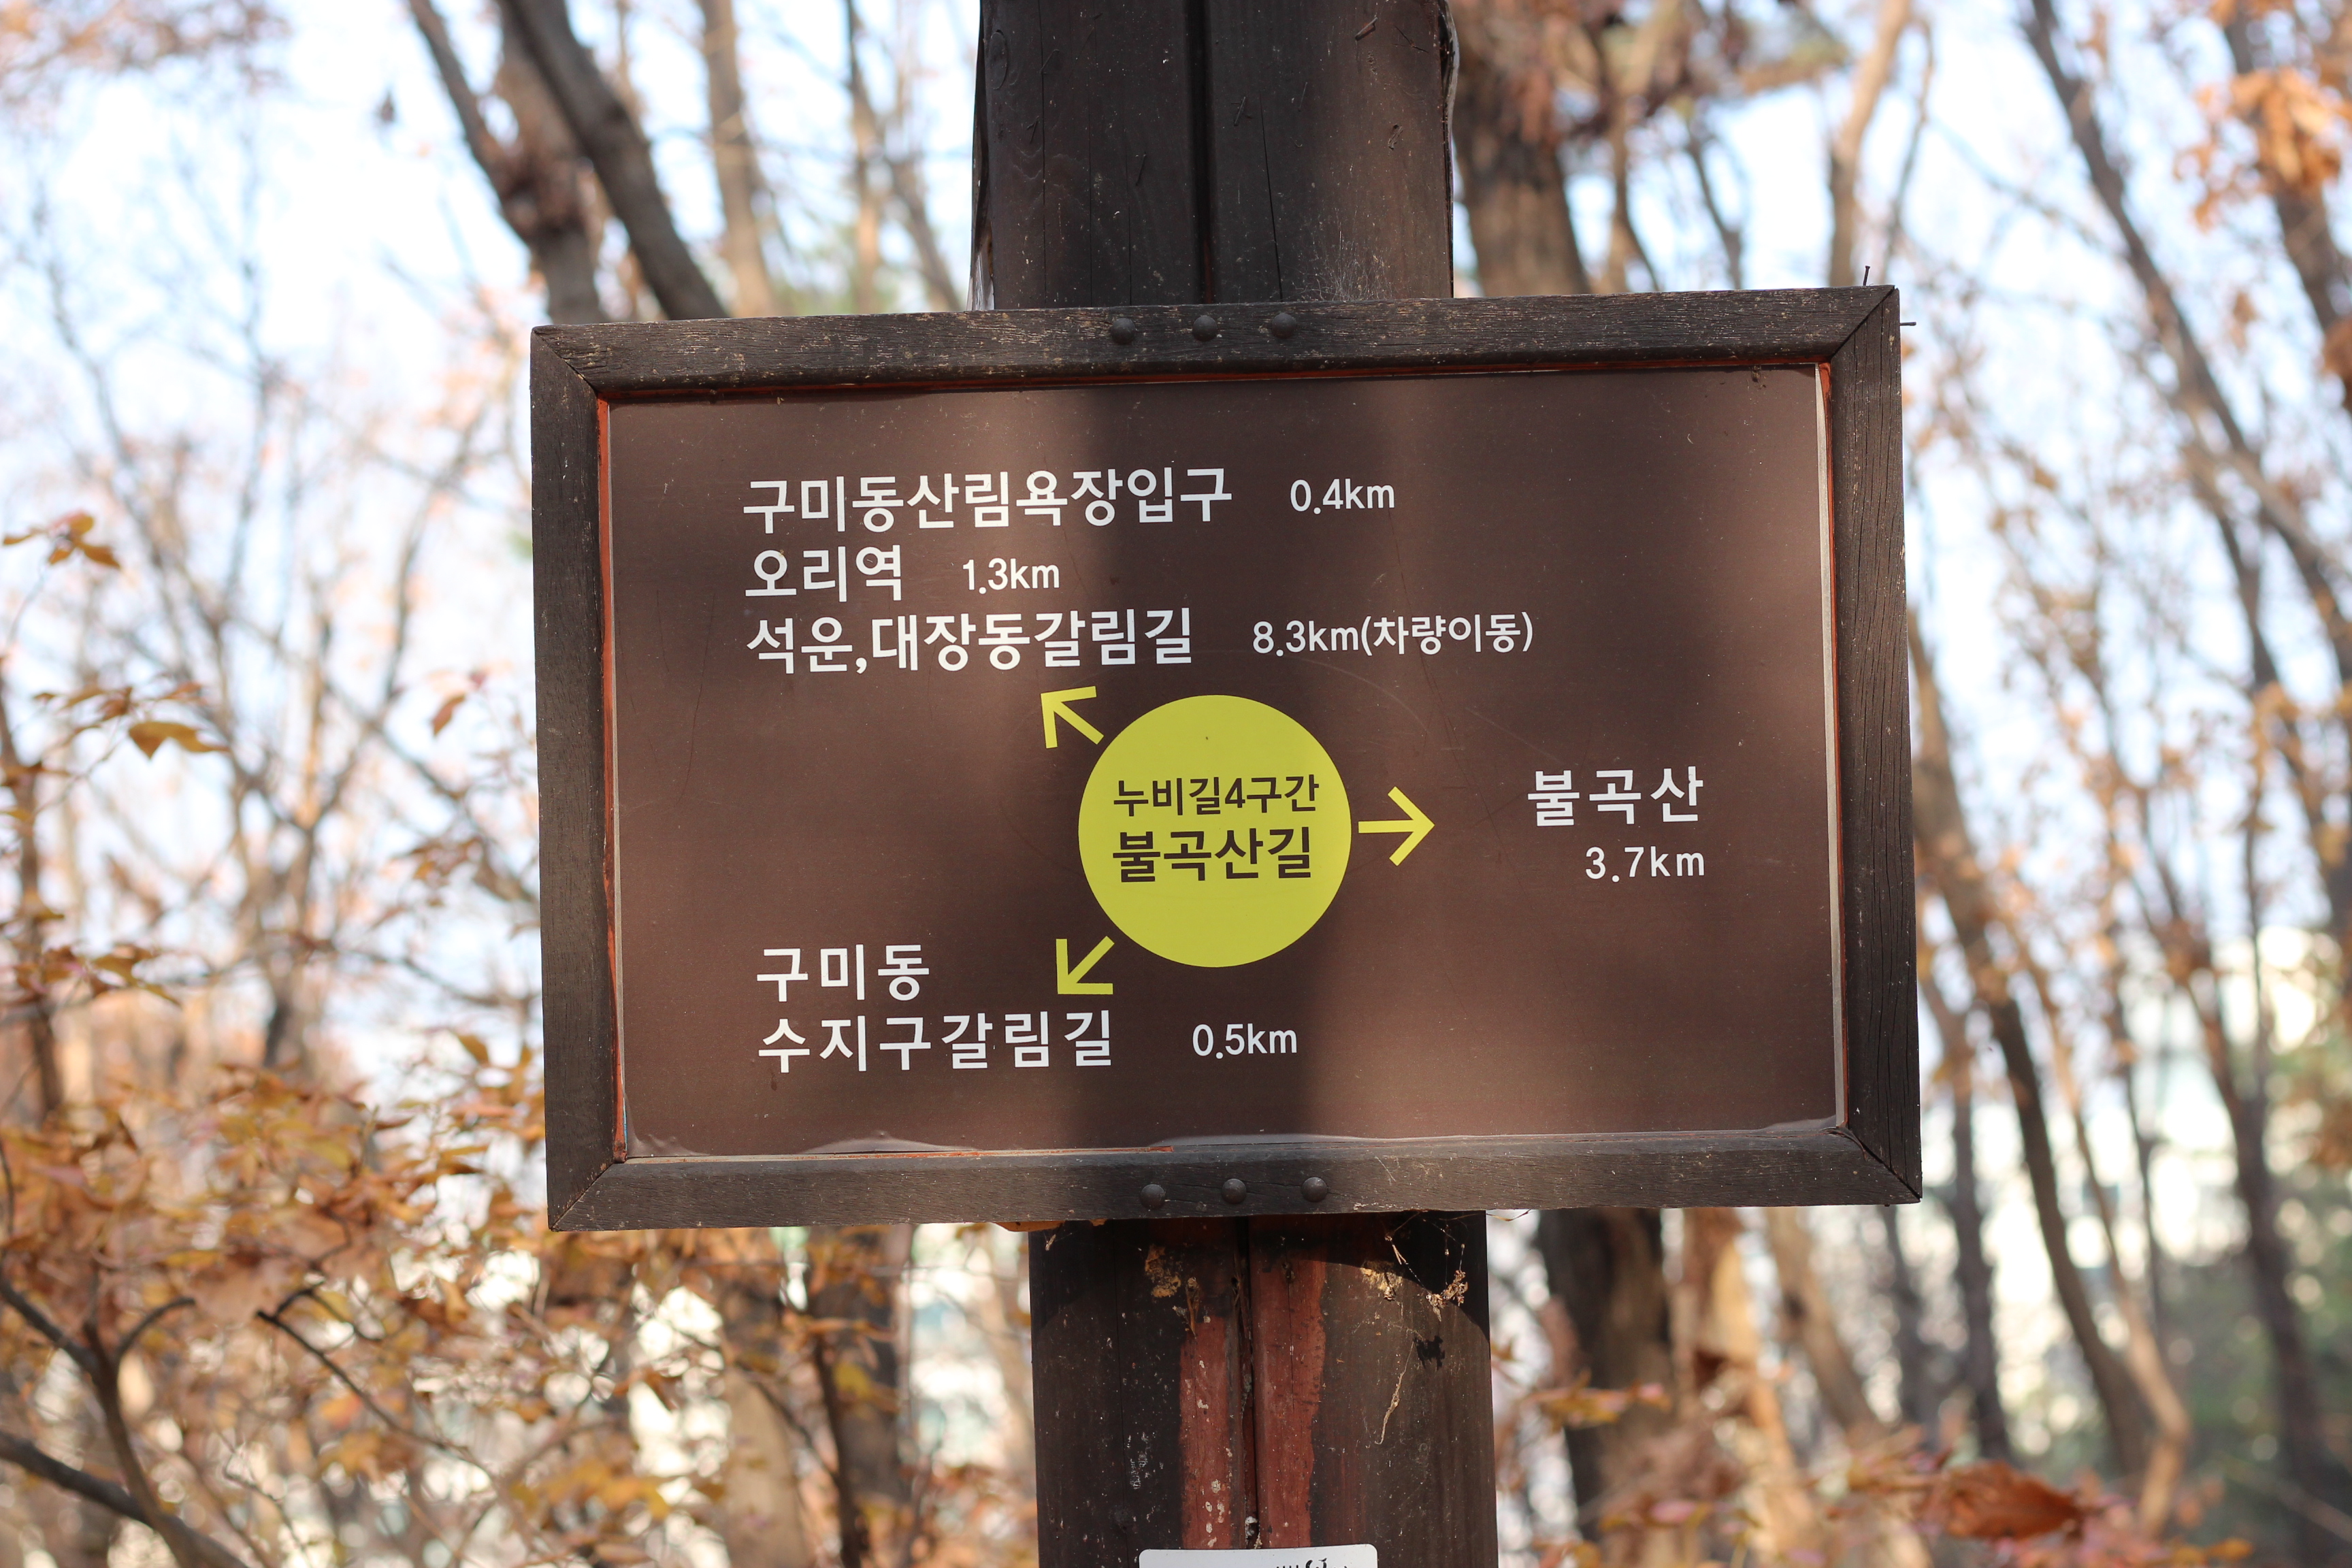 구미동산림욕장입구 0.4km
오리역 1.3km
석운,대장동갈림길 8.3km(차량이동)
누비길4구간
불곡산길
불곡산
3.7km
구미동
수지구갈림길 0.5km